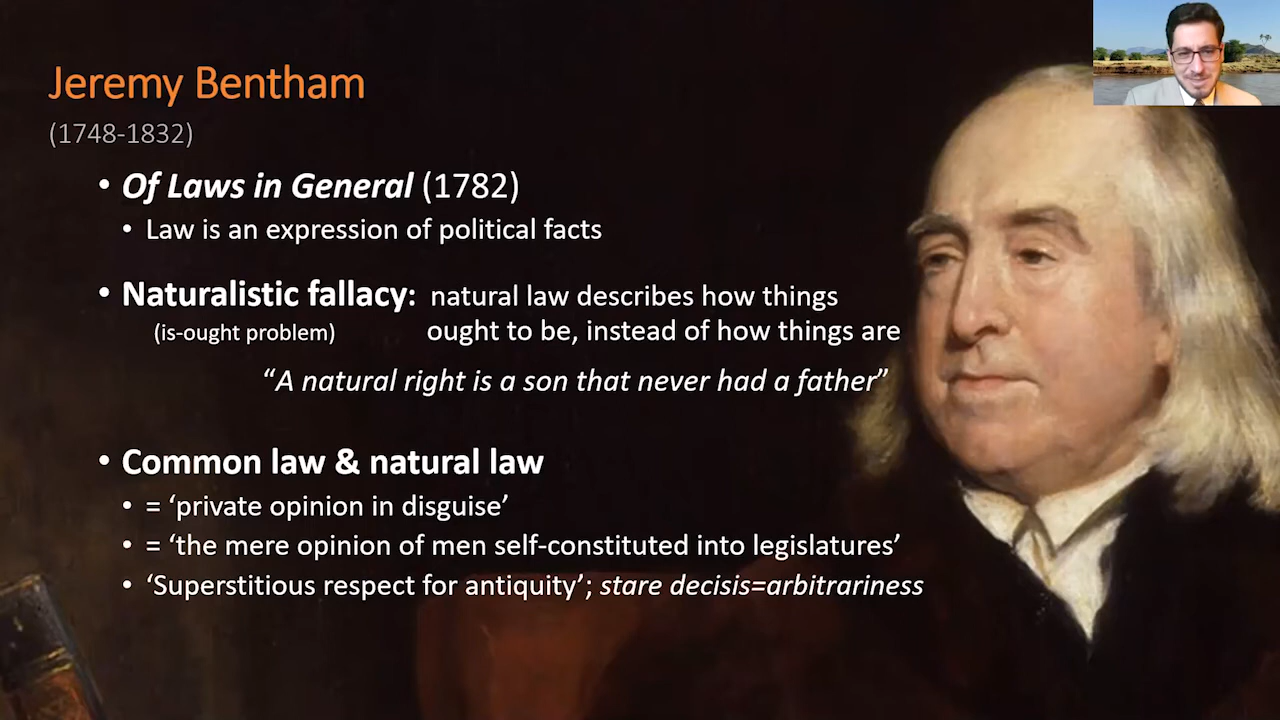 Jeremy Bentham
(1748-1832)
• Of Laws in General (1782)
• Law is an expression of political facts
• Naturalistic fallacy: natural law describes how things
(is-ought problem) ought to be, instead of how things are
“A natural right is a son that never had a father”
• Common law & natural law
• = ‘private opinion in disguise’
• = ‘the mere opinion of men self-constituted into legislatures’
• ‘Superstitious respect for antiquity’; stare decisis=arbitrariness